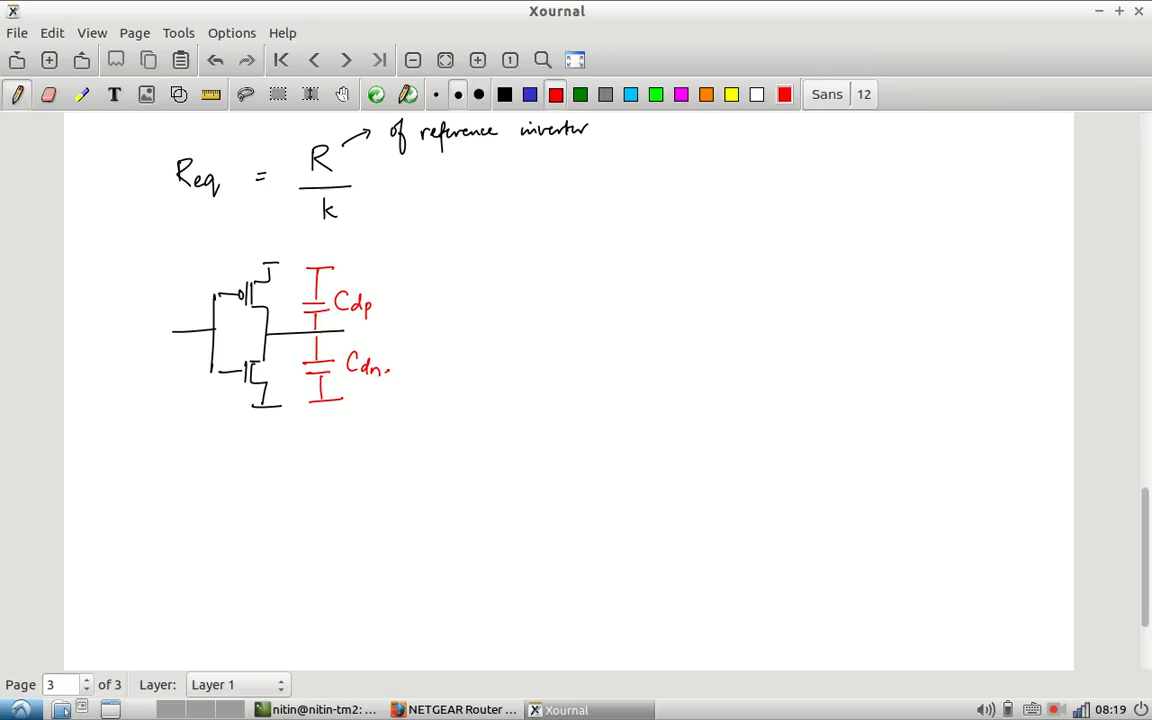 Xournal
File Edit View Page Tools Options Help
Sans 12
of reference inverter
Req = R
k
Cdp
Cdn.
Page 3 of 3 Layer: Layer 1
nitin@nitin-tm2: ... NETGEAR Router ... Xournal 08:19